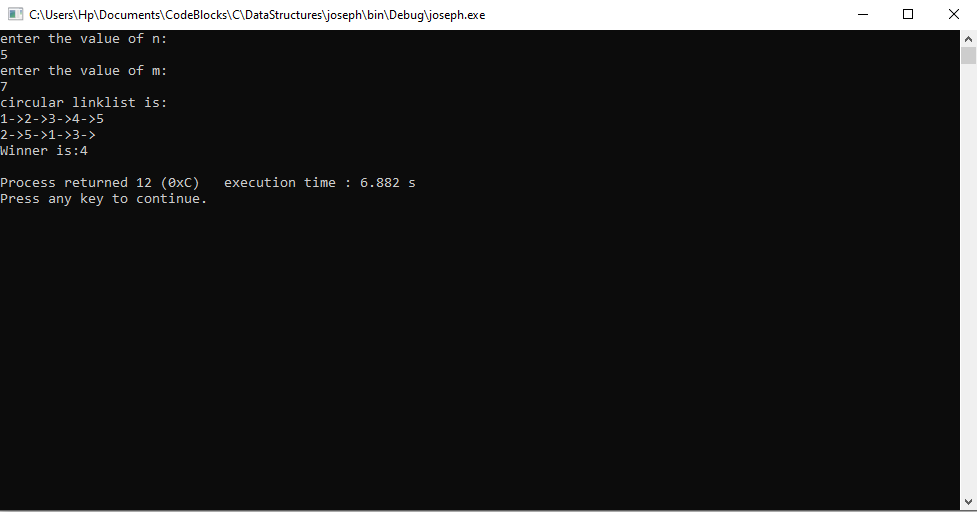 C:\Users\Hp\Documents\CodeBlocks\C\DataStructures\joseph\bin\Debug\joseph.exe
enter the value of n:
5
enter the value of m:
7
circular linklist is:
1->2->3->4->5
2->5->1->3->
Winner is:4
Process returned 12 (0xC)   execution time : 6.882 s
Press any key to continue.